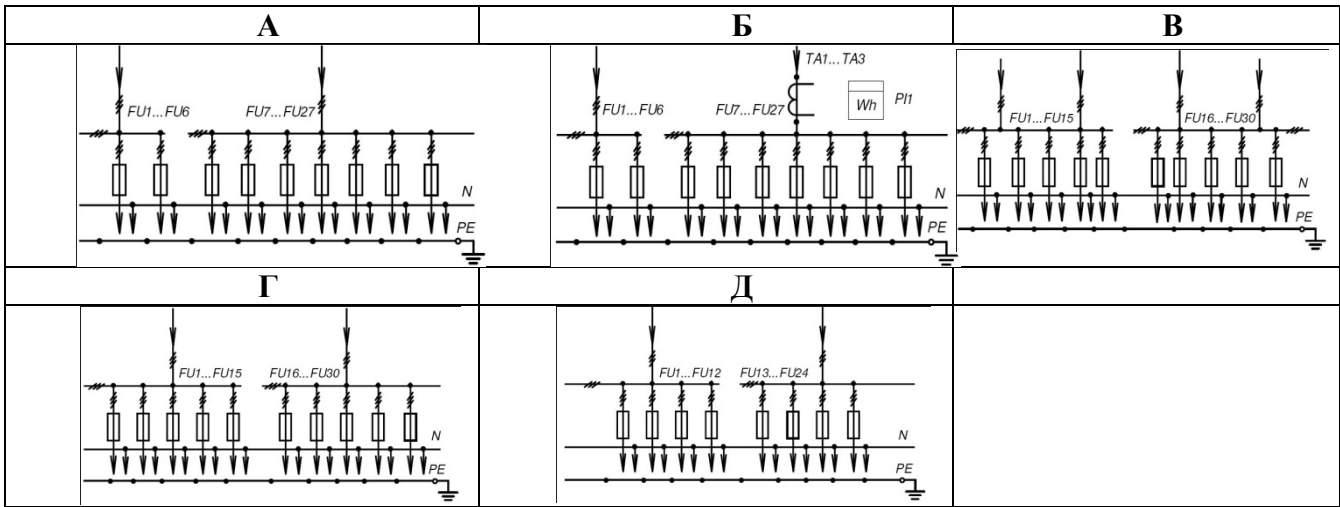 А Б В
FU1...FU6 FU7...FU27
N
PE
TA1...TA3
Wh PI1
FU1...FU6 FU7...FU27
N
PE
FU1...FU15 FU16...FU30
N
PE
Г Д
FU1...FU15 FU16...FU30
N
PE
FU1...FU12 FU13...FU24
N
PE